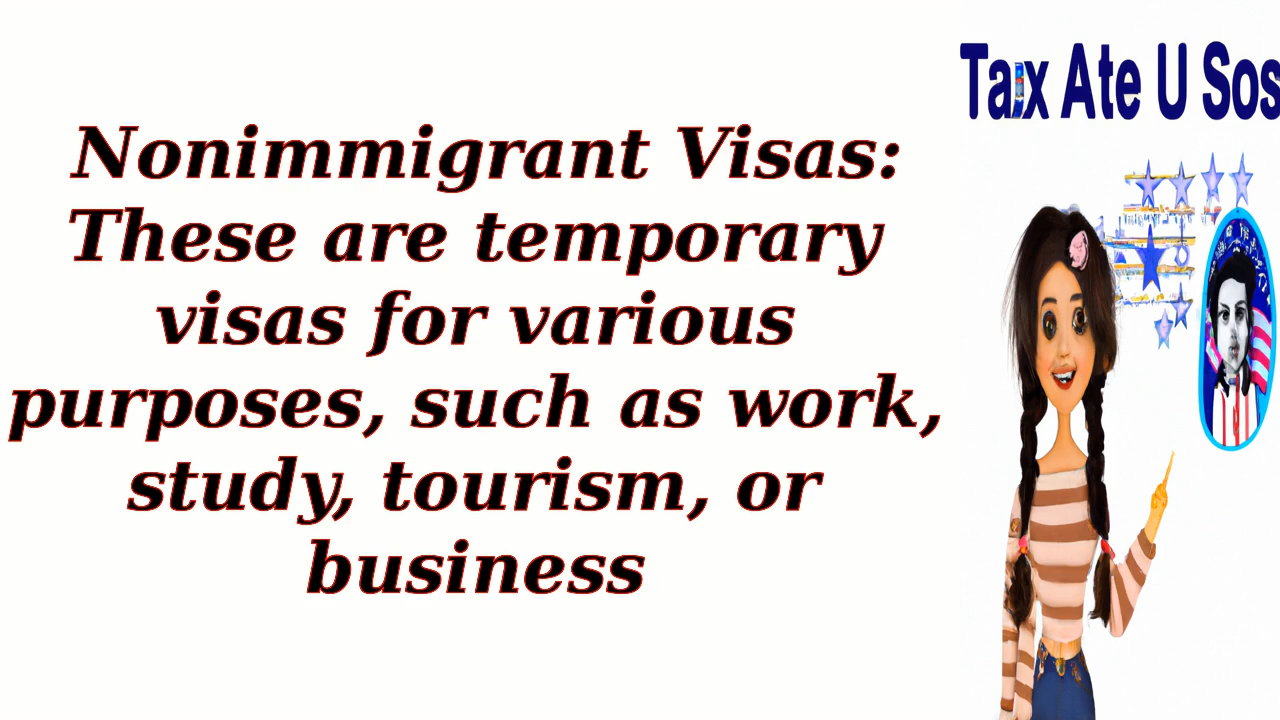 Nonimmigrant Visas:
These are temporary
visas for various
purposes, such as work,
study, tourism, or
business
Tax Ate U Sos